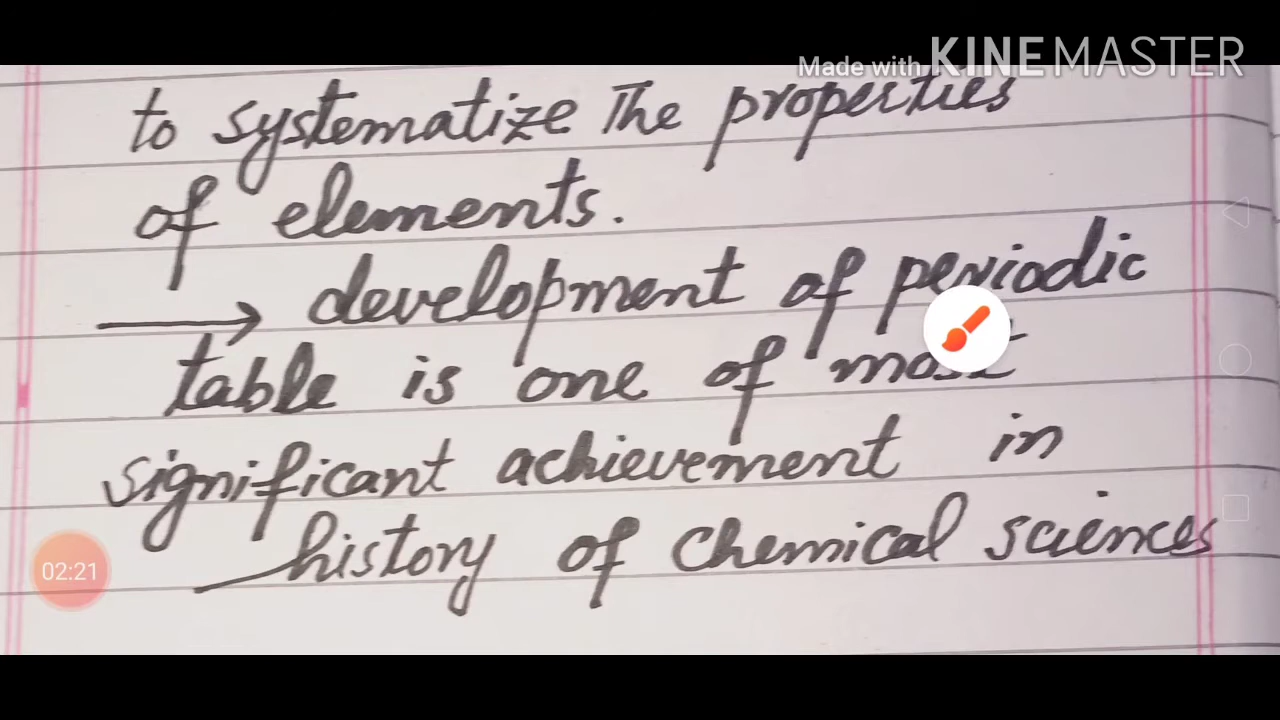 Made with KINEMASTER
to systematize The properties
of elements.
→ development of periodic
table is one of most
significant achievement in
history of chemical sciences
02:21